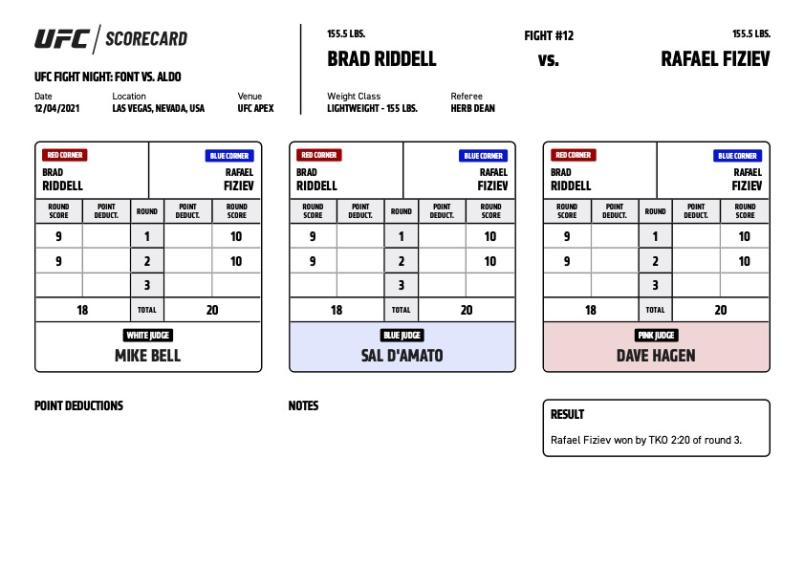 UFC / SCORECARD
UFC FIGHT NIGHT: FONT VS. ALDO
Date Location Venue
12/04/2021 LAS VEGAS, NEVADA, USA UFC APEX
155.5 LBS. FIGHT #12 155.5 LBS.
BRAD RIDDELL VS. RAFAEL FIZIEV
Weight Class Referee
LIGHTWEIGHT - 155 LBS. HERB DEAN
RED CORNER BLUE CORNER
BRAD RAFAEL
RIDDELL FIZIEV
ROUND SCORE POINT DEDUCT. ROUND POINT DEDUCT. ROUND SCORE
9 1 10
9 2 10
3
18 TOTAL 20
WHITE JUDGE
MIKE BELL
RED CORNER BLUE CORNER
BRAD RAFAEL
RIDDELL FIZIEV
ROUND SCORE POINT DEDUCT. ROUND POINT DEDUCT. ROUND SCORE
9 1 10
9 2 10
3
18 TOTAL 20
BLUE JUDGE
SAL D'AMATO
RED CORNER BLUE CORNER
BRAD RAFAEL
RIDDELL FIZIEV
ROUND SCORE POINT DEDUCT. ROUND POINT DEDUCT. ROUND SCORE
9 1 10
9 2 10
3
18 TOTAL 20
PINK JUDGE
DAVE HAGEN
POINT DEDUCTIONS
NOTES
RESULT
Rafael Fiziev won by TKO 2:20 of round 3.